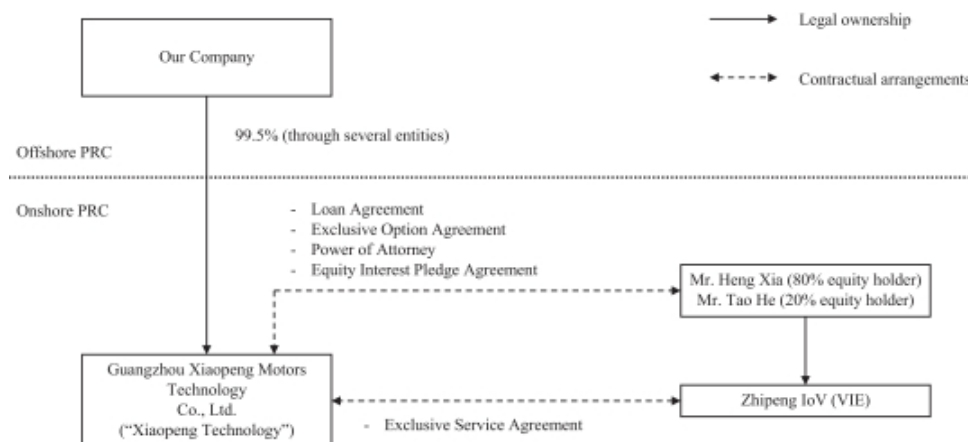 Legal ownership
Our Company
Contractual arrangements
99.5% (through several entities)
Offshore PRC
Onshore PRC
- Loan Agreement
- Exclusive Option Agreement
- Power of Attorney
- Equity Interest Pledge Agreement
Mr. Heng Xia (80% equity holder)
Mr. Tao He (20% equity holder)
Guangzhou Xiaopeng Motors
Technology
Co., Ltd.
(“Xiaopeng Technology”)
Zhipeng IoV (VIE)
- Exclusive Service Agreement